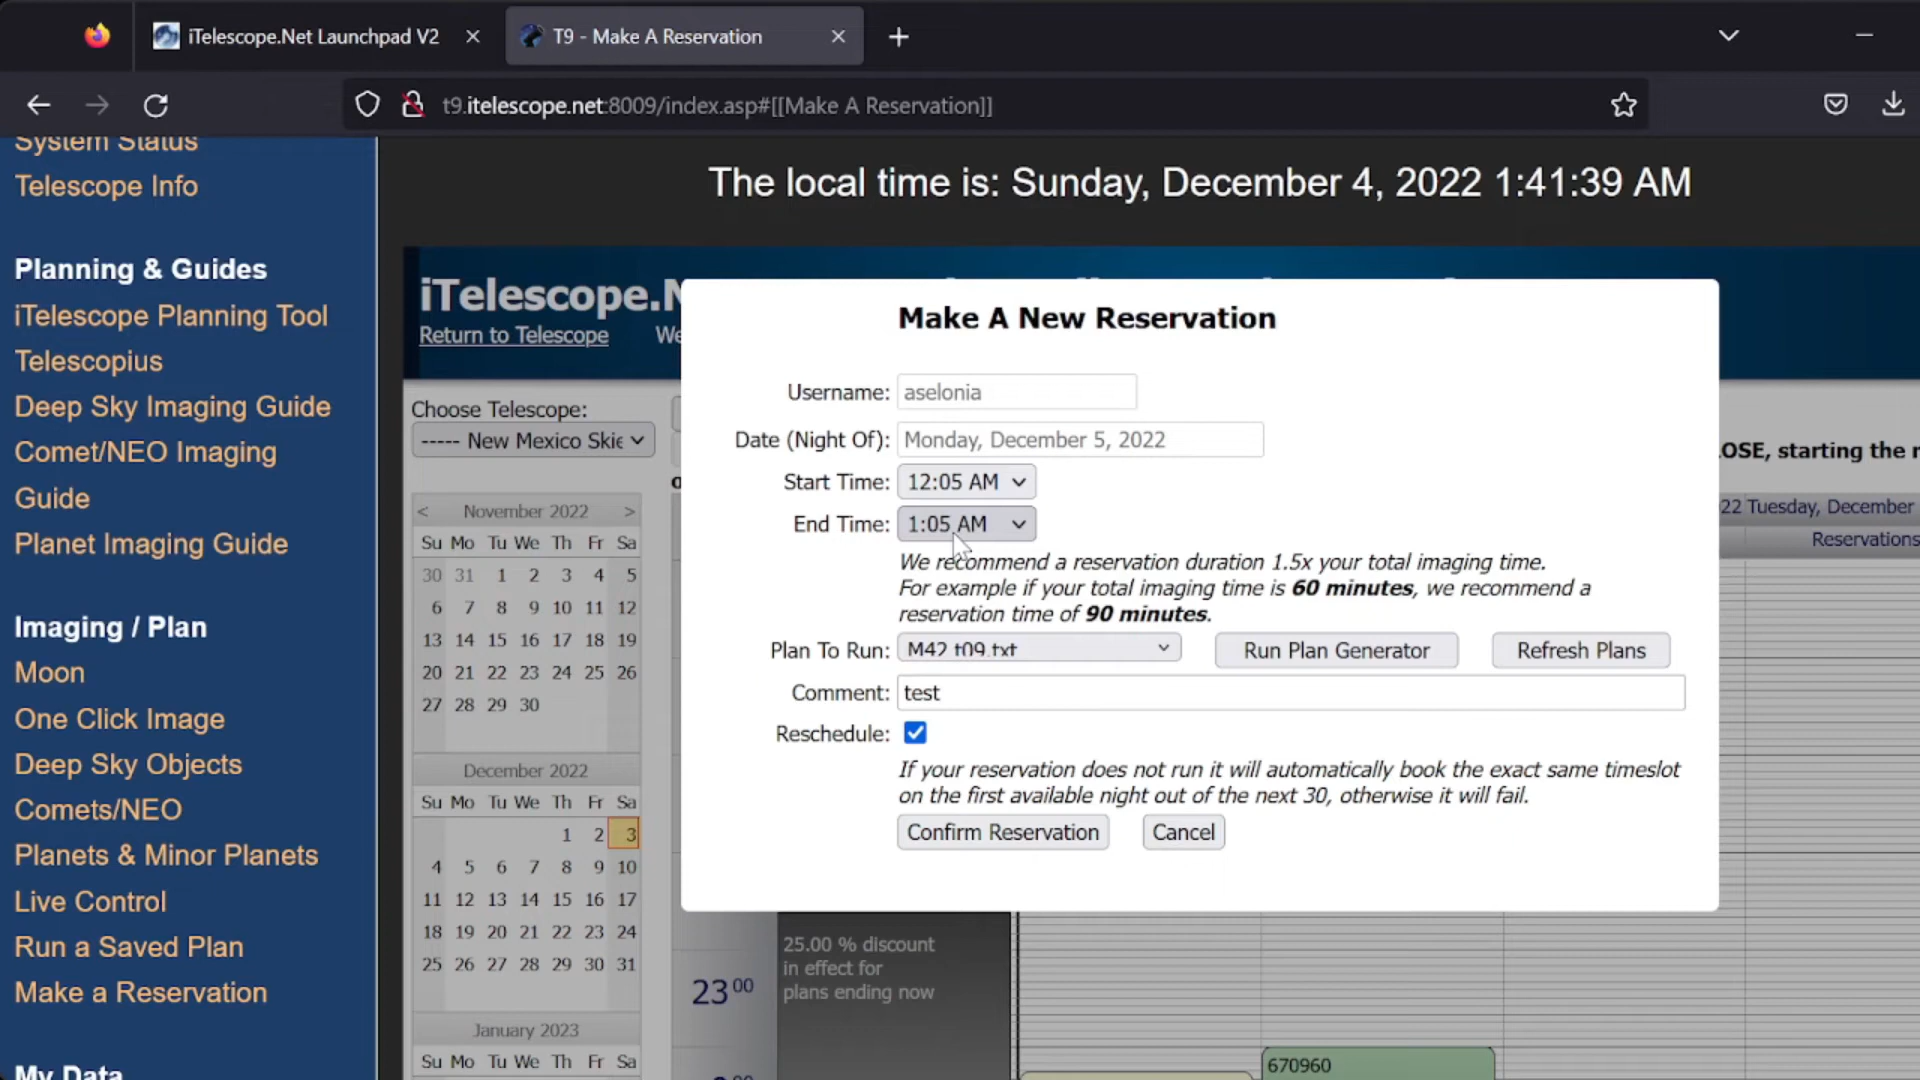 iTelescope.Net Launchpad V2
T9 - Make A Reservation
t9.itelescope.net:8009/index.asp#[[Make A Reservation]]
System Status
Telescope Info
Planning & Guides
iTelescope Planning Tool
Telescopius
Deep Sky Imaging Guide
Comet/NEO Imaging
Guide
Planet Imaging Guide
Imaging / Plan
Moon
One Click Image
Deep Sky Objects
Comets/NEO
Planets & Minor Planets
Live Control
Run a Saved Plan
Make a Reservation
My Data
The local time is: Sunday, December 4, 2022 1:41:39 AM
Return to Telescope
Choose Telescope:
----- New Mexico Skie
< November 2022 >
Su Mo Tu We Th Fr Sa
30 31 1 2 3 4 5
6 7 8 9 10 11 12
13 14 15 16 17 18 19
20 21 22 23 24 25 26
27 28 29 30
December 2022
Su Mo Tu We Th Fr Sa
1 2 3
4 5 6 7 8 9 10
11 12 13 14 15 16 17
18 19 20 21 22 23 24
25 26 27 28 29 30 31
January 2023
Su Mo Tu We Th Fr Sa
Make A New Reservation
Username: aselonia
Date (Night Of): Monday, December 5, 2022
Start Time: 12:05 AM
End Time: 1:05 AM
We recommend a reservation duration 1.5x your total imaging time.
For example if your total imaging time is 60 minutes, we recommend a
reservation time of 90 minutes.
Plan To Run: M42 t09.txt Run Plan Generator Refresh Plans
Comment: test
Reschedule:
If your reservation does not run it will automatically book the exact same timeslot
on the first available night out of the next 30, otherwise it will fail.
Confirm Reservation Cancel
starting the
22 Tuesday, December
Reservations
23 00
25.00 % discount
in effect for
plans ending now
670960